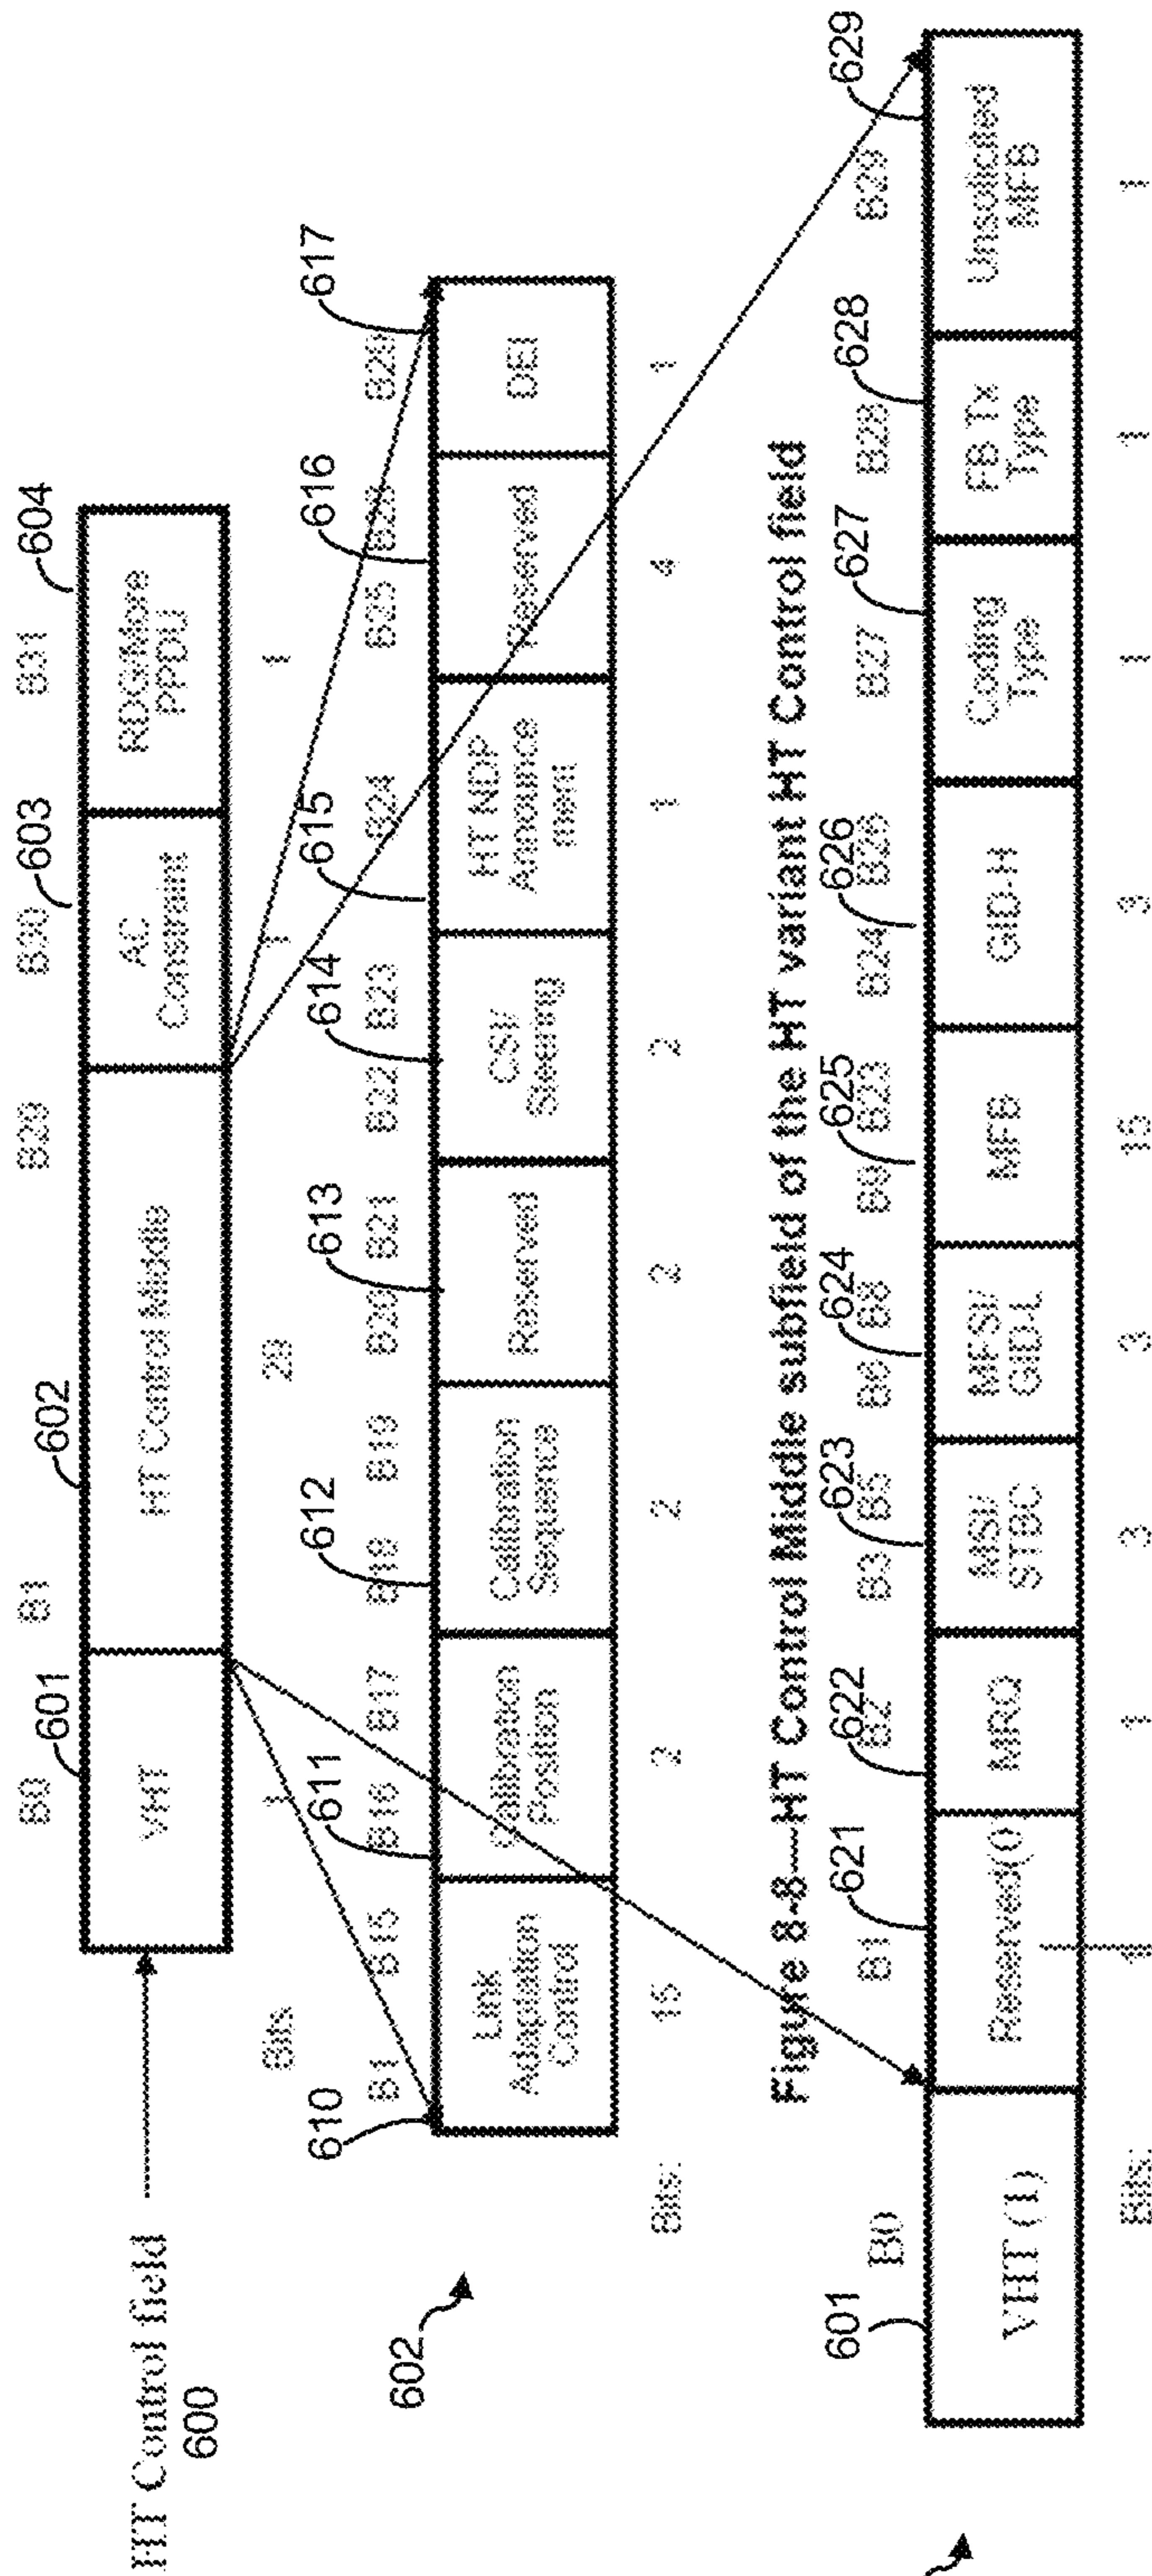 HT Control field
600
B0 B1 B29 B30 B31
601 602 603 604
VHT HT Control Middle AC Constraint RDG/More PPDU
Bits 1 29 1 1
602
610 611 612 613 614 615 616 617
B1 B15 B16 B17 B18 B19 B20 B21 B22 B23 B24 B25 B28 B29
Link Adaptation Control Calibration Position Calibration Sequence Reserved CSI/ Steering HT NDP Announce ment Reserved DEI
Bits: 15 2 2 2 2 1 4 1
Figure 8-8—HT Control Middle subfield of the HT variant HT Control field
601 621 622 623 624 625 626 627 628 629
B0 B1 B2 B3 B5 B6 B8 B9 B23 B24 B26 B27 B28 B29
VHT (1) Reserved(0 MRQ MSI/ STBC MFSI/ GID-L MFB GID-H Coding Type FB Tx Type Unsolicited MFB
Bits: 1 1 3 3 15 3 1 1 1